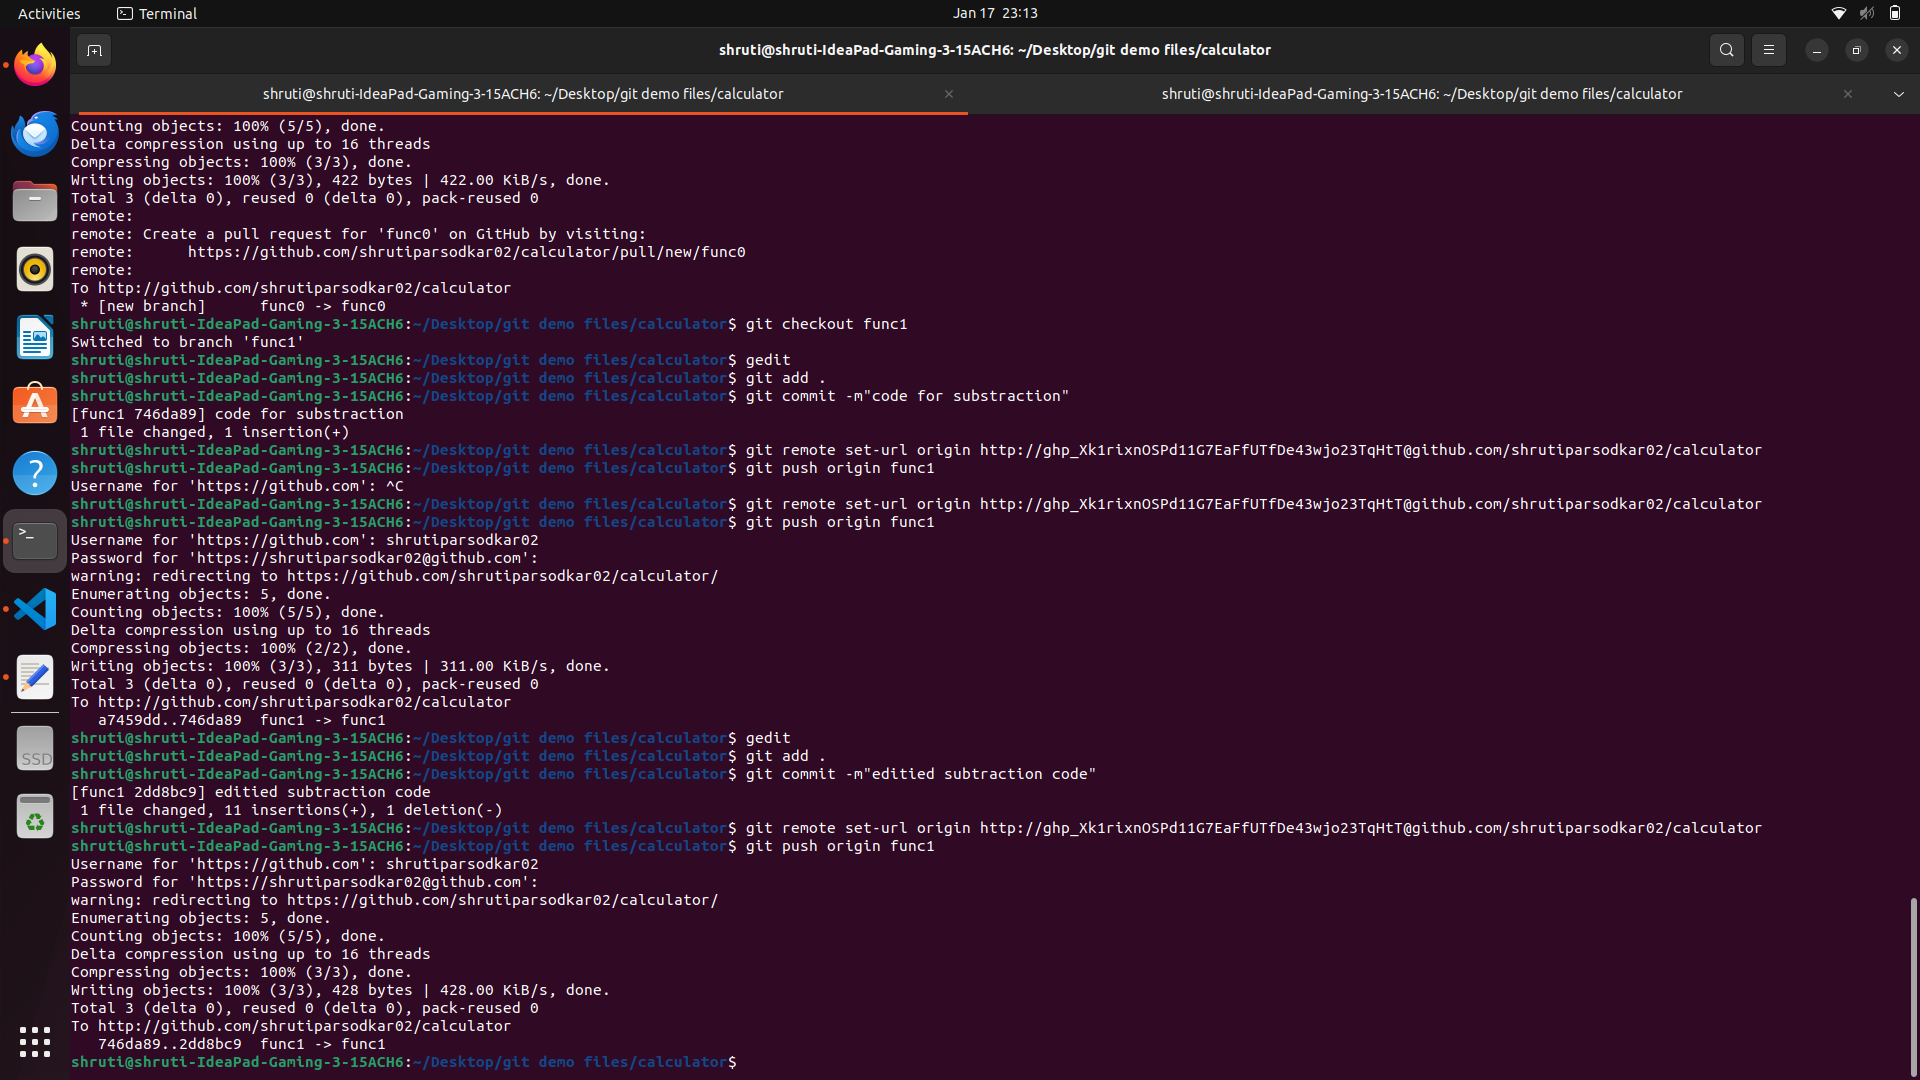 Activities
Terminal
Jan 17 23:13
shruti@shruti-IdeaPad-Gaming-3-15ACH6: ~/Desktop/git demo files/calculator
shruti@shruti-IdeaPad-Gaming-3-15ACH6: ~/Desktop/git demo files/calculator
shruti@shruti-IdeaPad-Gaming-3-15ACH6: ~/Desktop/git demo files/calculator
Counting objects: 100% (5/5), done.
Delta compression using up to 16 threads
Compressing objects: 100% (3/3), done.
Writing objects: 100% (3/3), 422 bytes | 422.00 KiB/s, done.
Total 3 (delta 0), reused 0 (delta 0), pack-reused 0
remote:
remote: Create a pull request for 'func0' on GitHub by visiting:
remote:      https://github.com/shrutiparsodkar02/calculator/pull/new/func0
remote:
To http://github.com/shrutiparsodkar02/calculator
 * [new branch]      func0 -> func0
shruti@shruti-IdeaPad-Gaming-3-15ACH6:~/Desktop/git demo files/calculator$ git checkout func1
Switched to branch 'func1'
shruti@shruti-IdeaPad-Gaming-3-15ACH6:~/Desktop/git demo files/calculator$ gedit
shruti@shruti-IdeaPad-Gaming-3-15ACH6:~/Desktop/git demo files/calculator$ git add .
shruti@shruti-IdeaPad-Gaming-3-15ACH6:~/Desktop/git demo files/calculator$ git commit -m"code for substraction"
[func1 746da89] code for substraction
 1 file changed, 1 insertion(+)
shruti@shruti-IdeaPad-Gaming-3-15ACH6:~/Desktop/git demo files/calculator$ git remote set-url origin http://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@github.com/shrutiparsodkar02/calculator
shruti@shruti-IdeaPad-Gaming-3-15ACH6:~/Desktop/git demo files/calculator$ git push origin func1
Username for 'https://github.com': ^C
shruti@shruti-IdeaPad-Gaming-3-15ACH6:~/Desktop/git demo files/calculator$ git remote set-url origin http://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@github.com/shrutiparsodkar02/calculator
shruti@shruti-IdeaPad-Gaming-3-15ACH6:~/Desktop/git demo files/calculator$ git push origin func1
Username for 'https://github.com': shrutiparsodkar02
Password for 'https://shrutiparsodkar02@github.com':
warning: redirecting to https://github.com/shrutiparsodkar02/calculator/
Enumerating objects: 5, done.
Counting objects: 100% (5/5), done.
Delta compression using up to 16 threads
Compressing objects: 100% (2/2), done.
Writing objects: 100% (3/3), 311 bytes | 311.00 KiB/s, done.
Total 3 (delta 0), reused 0 (delta 0), pack-reused 0
To http://github.com/shrutiparsodkar02/calculator
   a7459dd..746da89  func1 -> func1
shruti@shruti-IdeaPad-Gaming-3-15ACH6:~/Desktop/git demo files/calculator$ gedit
shruti@shruti-IdeaPad-Gaming-3-15ACH6:~/Desktop/git demo files/calculator$ git add .
shruti@shruti-IdeaPad-Gaming-3-15ACH6:~/Desktop/git demo files/calculator$ git commit -m"editied subtraction code"
[func1 2dd8bc9] editied subtraction code
 1 file changed, 11 insertions(+), 1 deletion(-)
shruti@shruti-IdeaPad-Gaming-3-15ACH6:~/Desktop/git demo files/calculator$ git remote set-url origin http://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@github.com/shrutiparsodkar02/calculator
shruti@shruti-IdeaPad-Gaming-3-15ACH6:~/Desktop/git demo files/calculator$ git push origin func1
Username for 'https://github.com': shrutiparsodkar02
Password for 'https://shrutiparsodkar02@github.com':
warning: redirecting to https://github.com/shrutiparsodkar02/calculator/
Enumerating objects: 5, done.
Counting objects: 100% (5/5), done.
Delta compression using up to 16 threads
Compressing objects: 100% (3/3), done.
Writing objects: 100% (3/3), 428 bytes | 428.00 KiB/s, done.
Total 3 (delta 0), reused 0 (delta 0), pack-reused 0
To http://github.com/shrutiparsodkar02/calculator
   746da89..2dd8bc9  func1 -> func1
shruti@shruti-IdeaPad-Gaming-3-15ACH6:~/Desktop/git demo files/calculator$
SSD